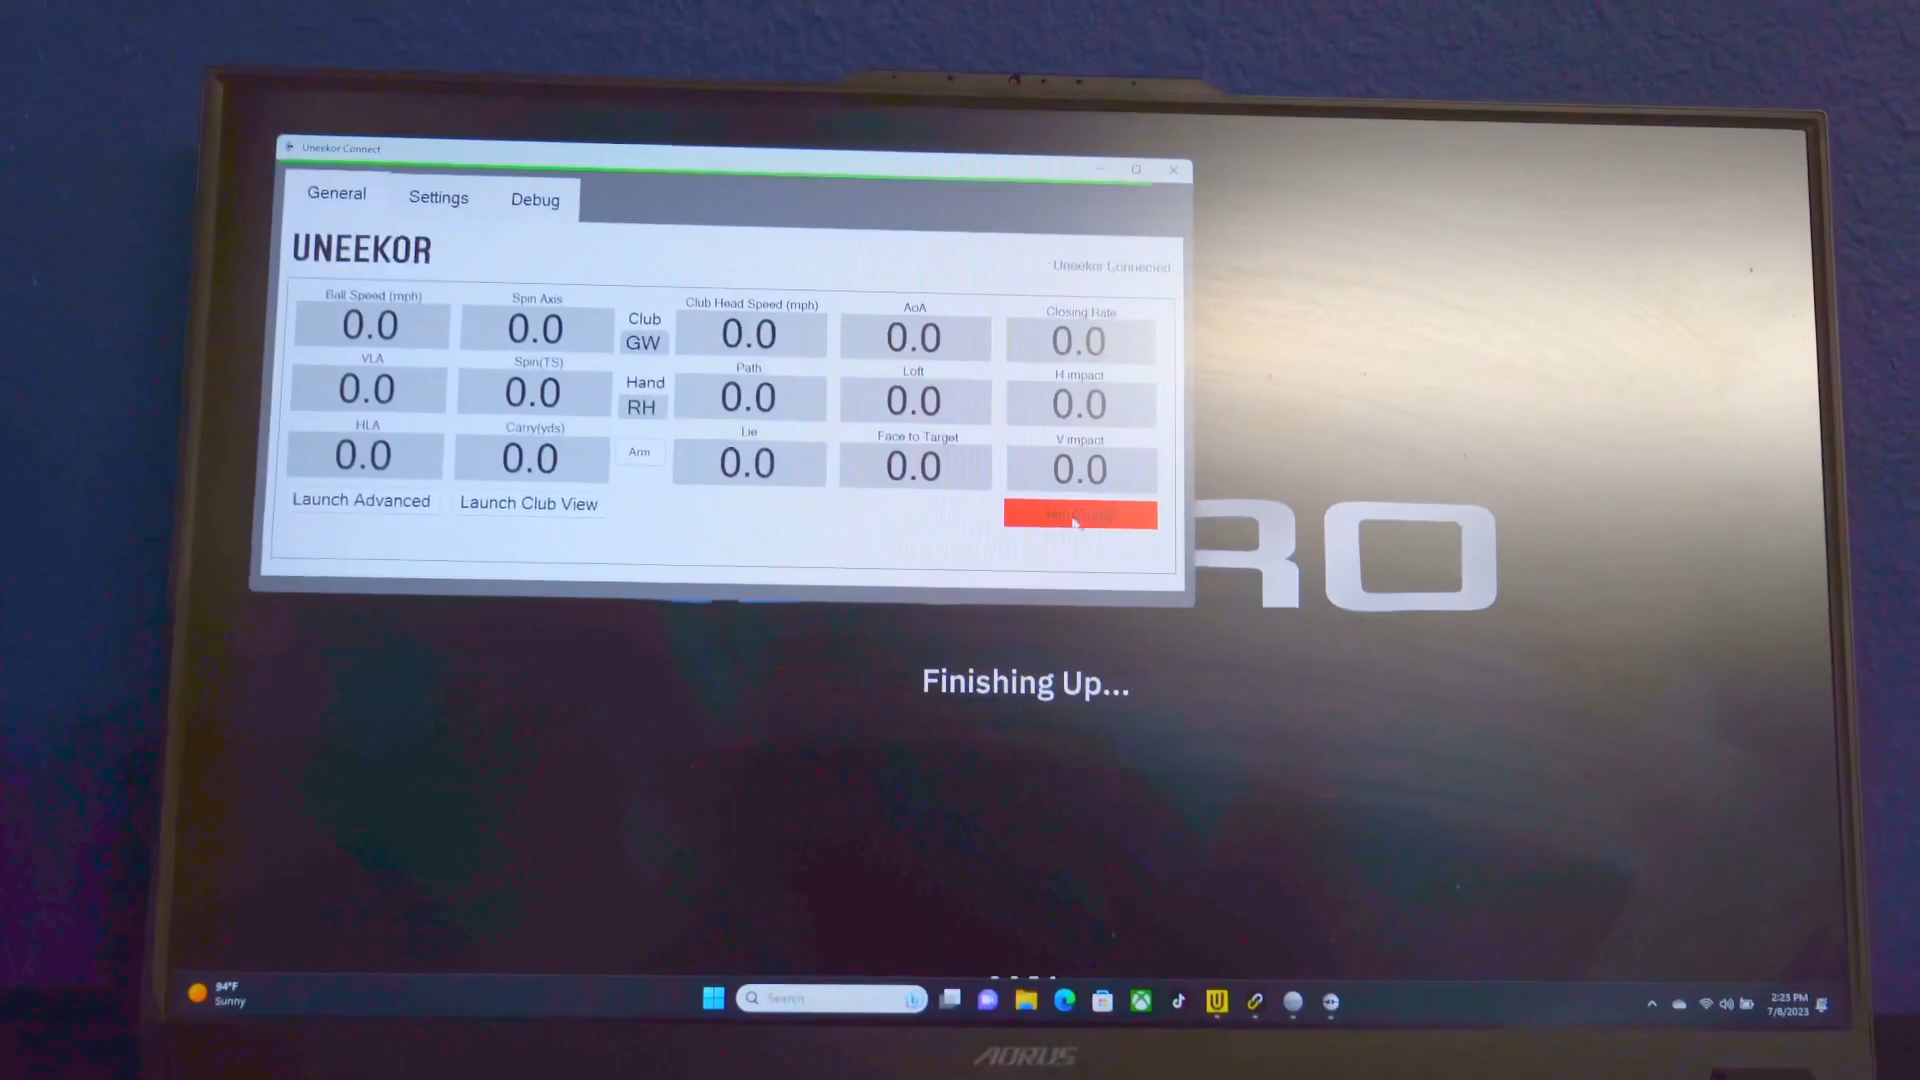 Uneekor Connect
General Settings Debug
UNEEKOR
Uneekor Connected
Ball Speed (mph) Spin Axis Club Head Speed (mph) AoA Closing Rate
0.0 0.0 Club GW 0.0 0.0 0.0
VLA Spin(TS) Path Loft H impact
0.0 0.0 Hand RH 0.0 0.0 0.0
HLA Carry(yds) Lie Face to Target V impact
0.0 0.0 Arm 0.0 0.0 0.0
Launch Advanced Launch Club View
RO
Finishing Up...
94°F
Sunny
Search
2:23 PM
7/8/2023
AORUS